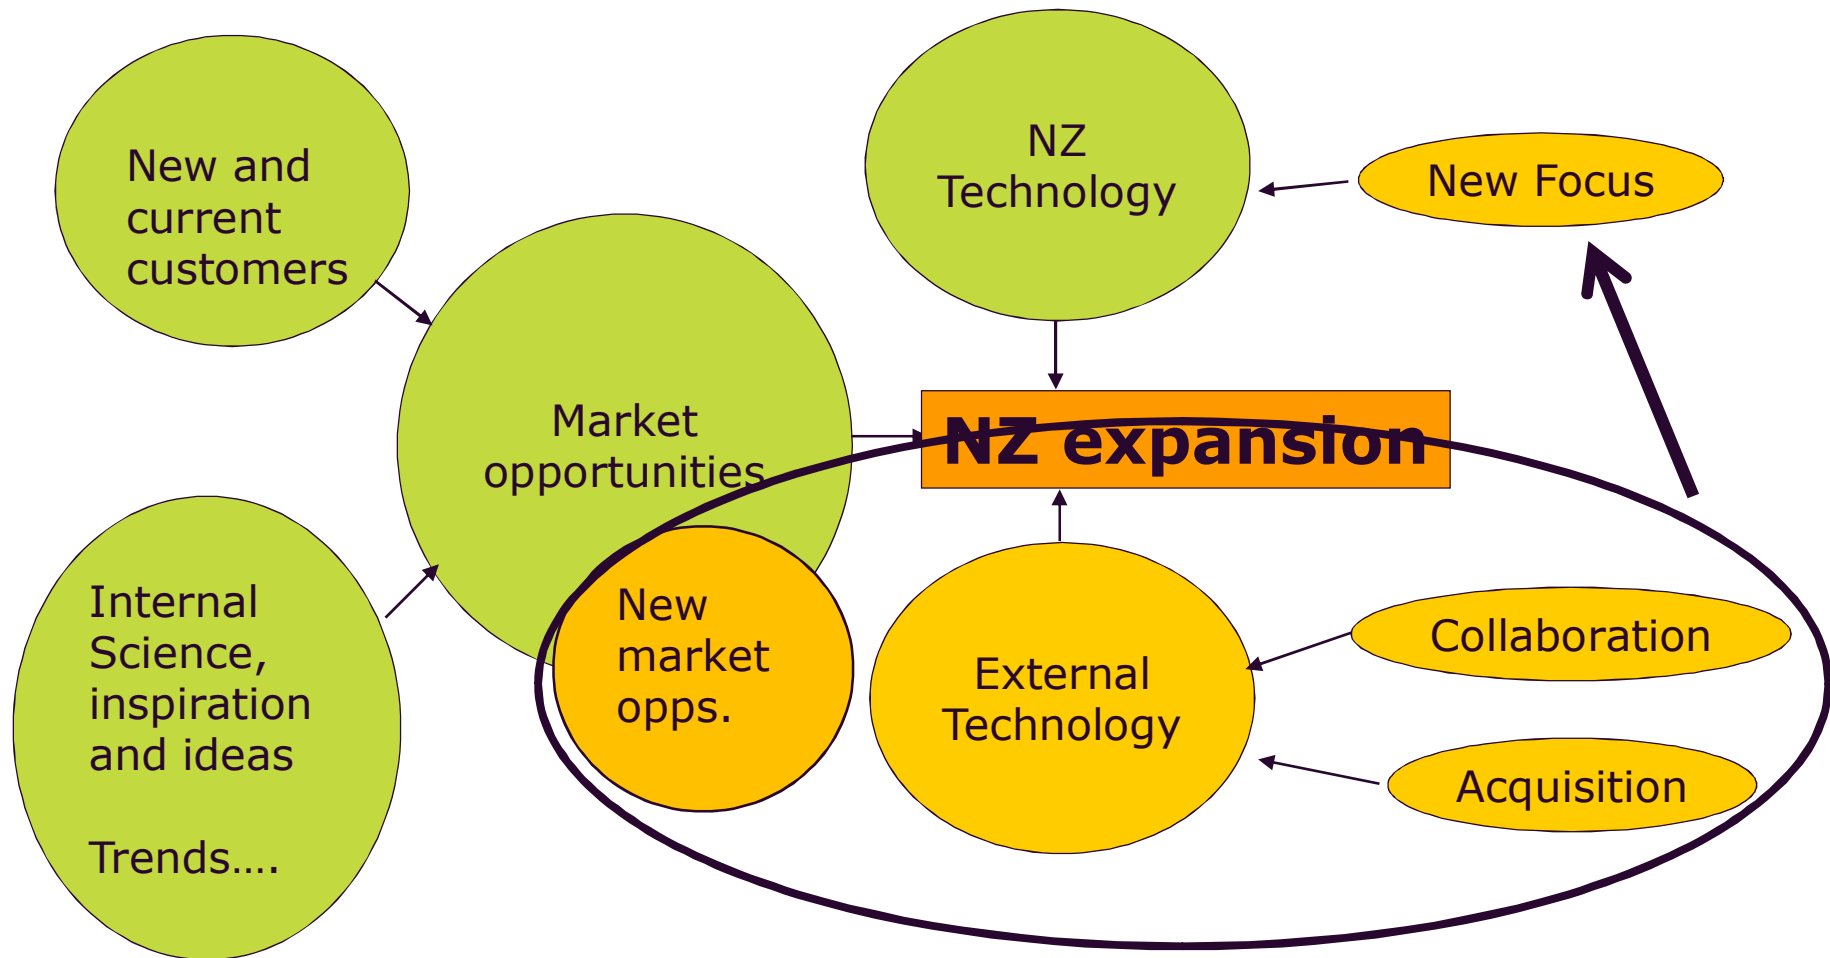 New and
current
customers
NZ
Technology
New Focus
Market
opportunities
NZ expansion
Internal
Science,
inspiration
and ideas
Trends….
New
market
opps.
External
Technology
Collaboration
Acquisition